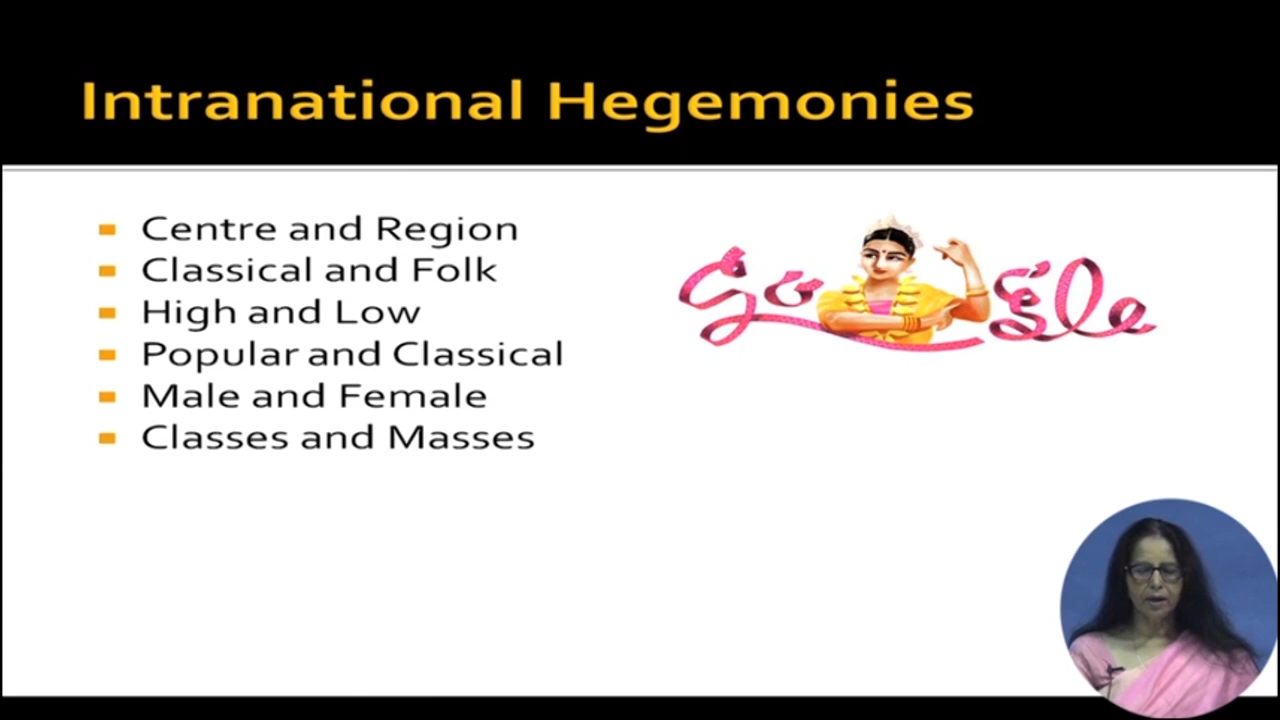 Intranational Hegemonies
Centre and Region
Classical and Folk
High and Low
Popular and Classical
Male and Female
Classes and Masses
Google